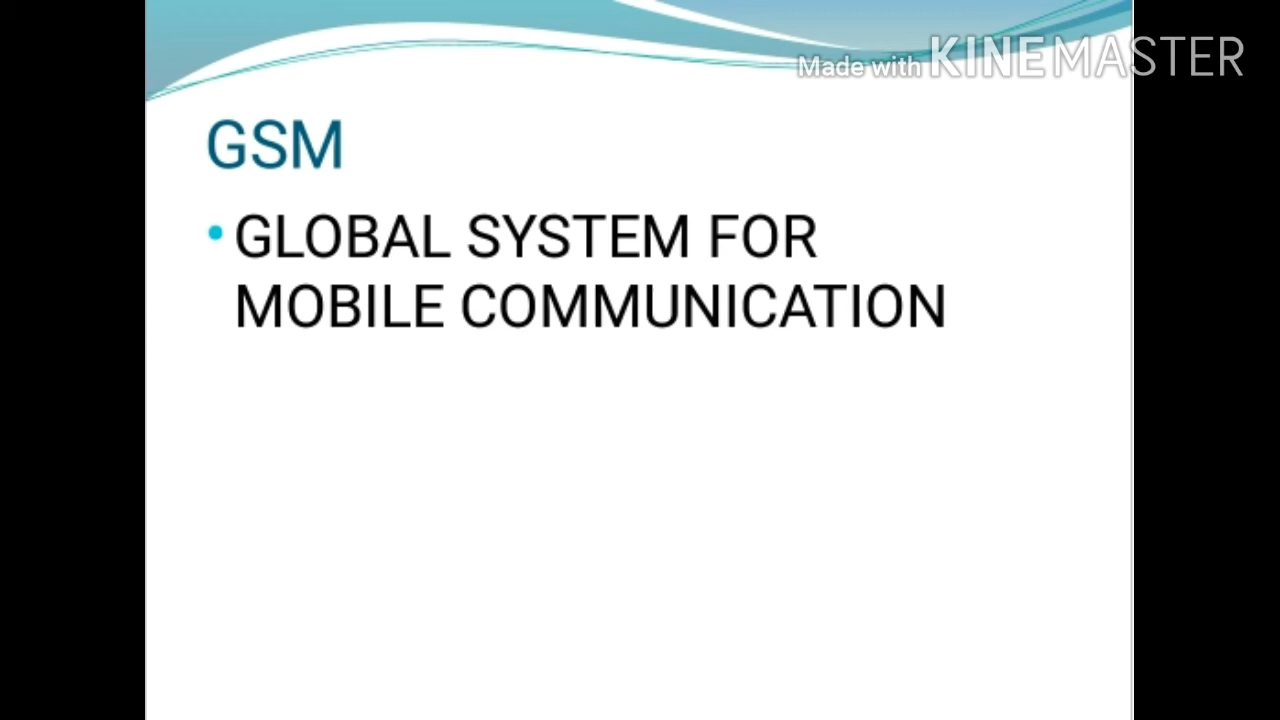 Made with KINEMASTER
GSM
• GLOBAL SYSTEM FOR
MOBILE COMMUNICATION